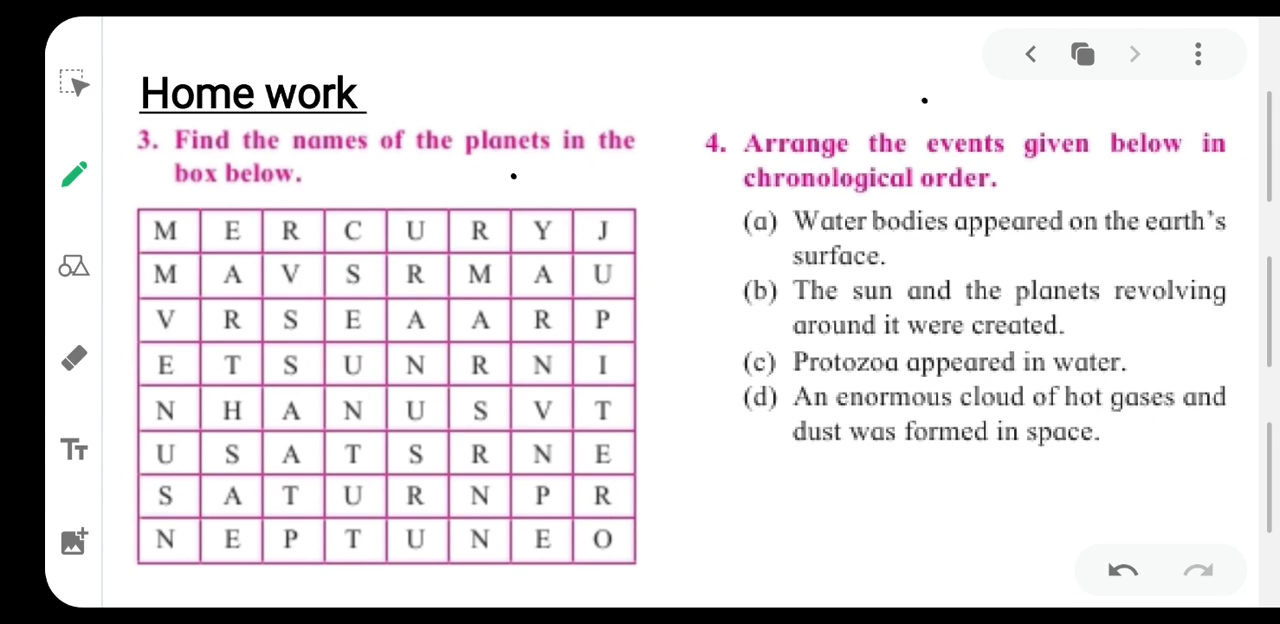 Home work
3. Find the names of the planets in the
box below.
M E R C U R Y J
M A V S R M A U
V R S E A A R P
E T S U N R N I
N H A N U S V T
U S A T S R N E
S A T U R N P R
N E P T U N E O
4. Arrange the events given below in
chronological order.
(a) Water bodies appeared on the earth's
surface.
(b) The sun and the planets revolving
around it were created.
(c) Protozoa appeared in water.
(d) An enormous cloud of hot gases and
dust was formed in space.
TT